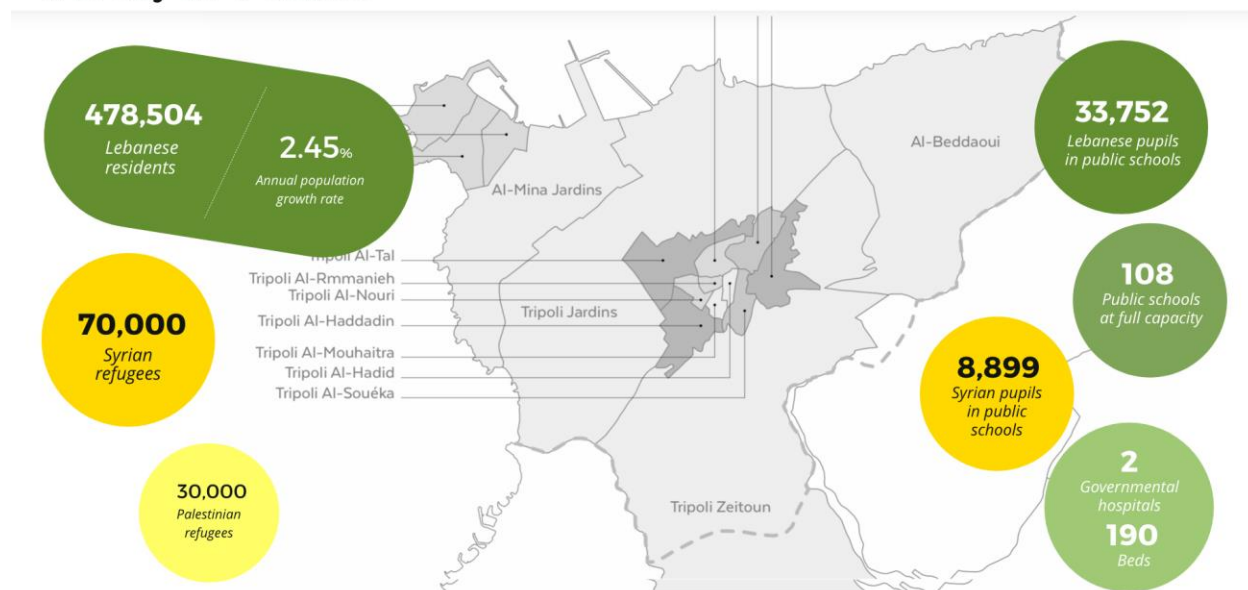 478,504
Lebanese
residents
2.45%
Annual population
growth rate
70,000
Syrian
refugees
30,000
Palestinian
refugees
Al-Mina Jardins
Al-Beddaoui
Tripoli Al-Tal
Tripoli Al-Rmmanieh
Tripoli Al-Nouri
Tripoli Al-Haddadin
Tripoli Al-Mouhaitra
Tripoli Al-Hadid
Tripoli Al-Souéka
Tripoli Jardins
Tripoli Zeitoun
33,752
Lebanese pupils
in public schools
108
Public schools
at full capacity
8,899
Syrian pupils
in public
schools
2
Governmental
hospitals
190
Beds